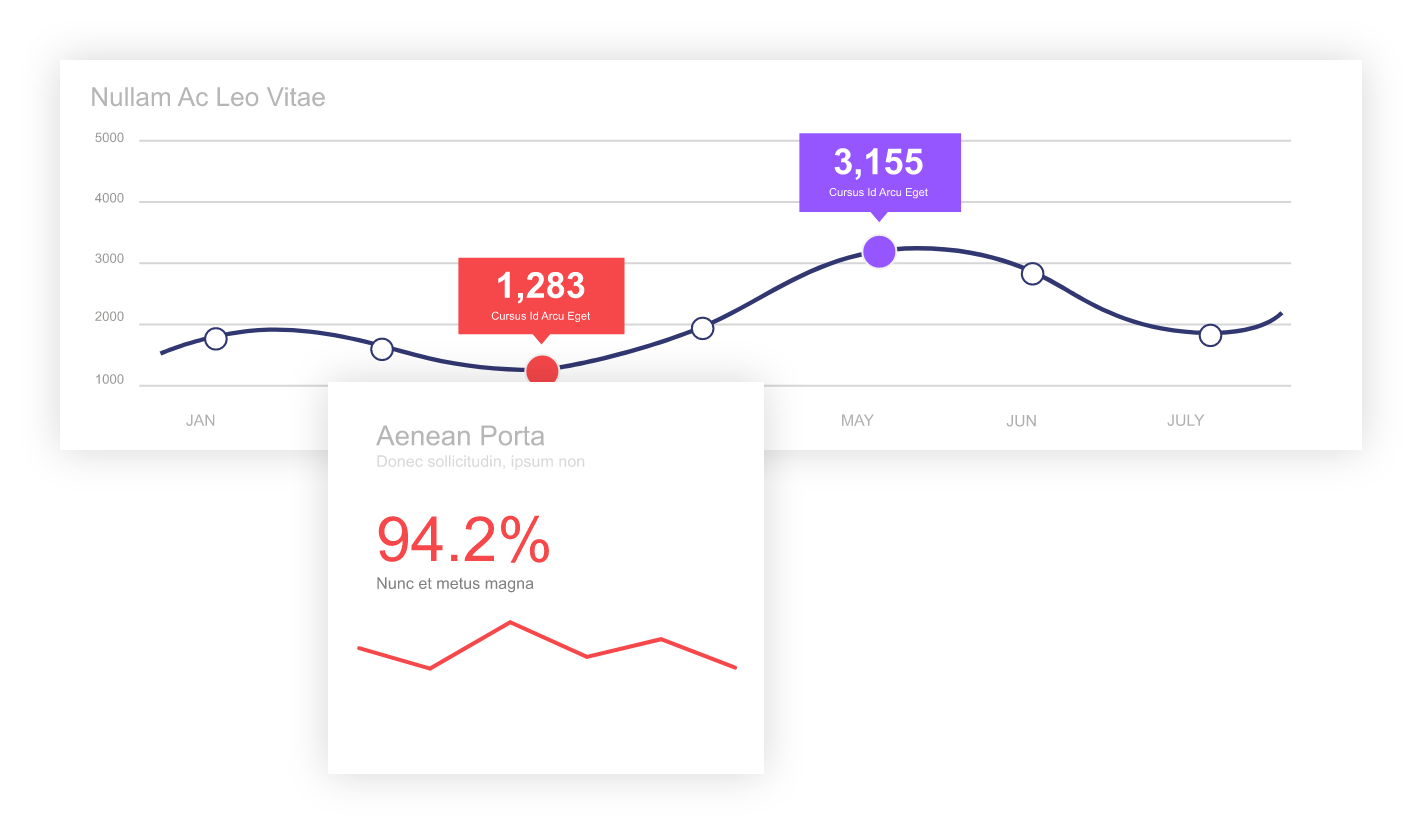 Nullam Ac Leo Vitae
5000
4000
3000
2000
1000
3,155
Cursus Id Arcu Eget
1,283
Cursus Id Arcu Eget
JAN
MAY
JUN
JULY
Aenean Porta
Donec sollicitudin, ipsum non
94.2%
Nunc et metus magna